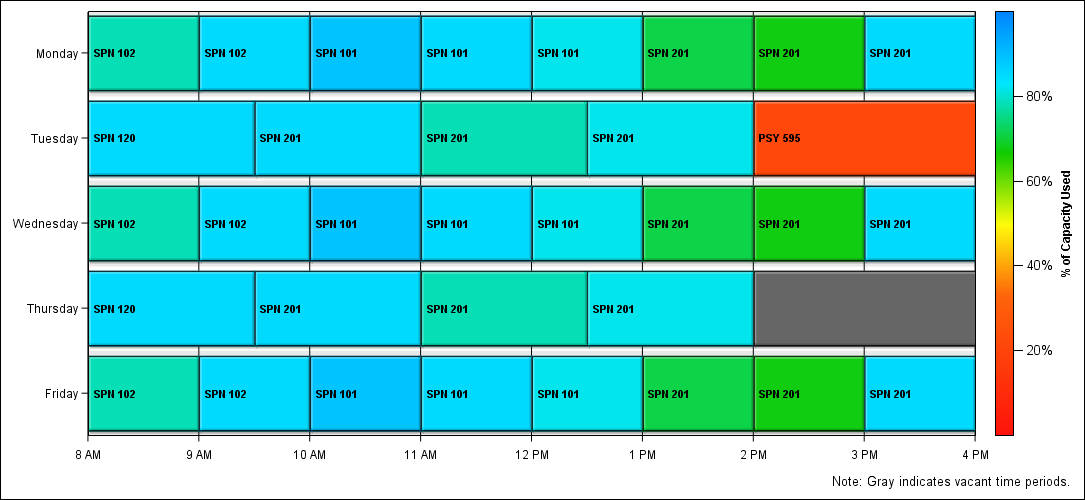 Monday SPN 102 SPN 102 SPN 101 SPN 101 SPN 101 SPN 201 SPN 201 SPN 201
80%
Tuesday SPN 120 SPN 201 SPN 201 SPN 201 PSY 595
60%
Wednesday SPN 102 SPN 102 SPN 101 SPN 101 SPN 101 SPN 201 SPN 201 SPN 201
% of Capacity Used
40%
Thursday SPN 120 SPN 201 SPN 201 SPN 201
20%
Friday SPN 102 SPN 102 SPN 101 SPN 101 SPN 101 SPN 201 SPN 201 SPN 201
8 AM 9 AM 10 AM 11 AM 12 PM 1 PM 2 PM 3 PM 4 PM
Note: Gray indicates vacant time periods.